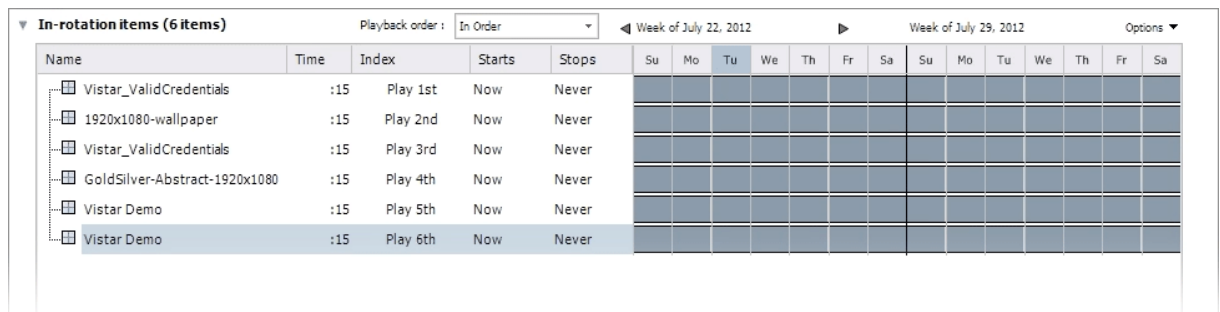 In-rotation items (6 items) Playback order : In Order Week of July 22, 2012 Week of July 29, 2012 Options
Name Time Index Starts Stops Su Mo Tu We Th Fr Sa Su Mo Tu We Th Fr Sa
Vistar_ValidCredentials :15 Play 1st Now Never
1920x1080-wallpaper :15 Play 2nd Now Never
Vistar_ValidCredentials :15 Play 3rd Now Never
GoldSilver-Abstract-1920x1080 :15 Play 4th Now Never
Vistar Demo :15 Play 5th Now Never
Vistar Demo :15 Play 6th Now Never